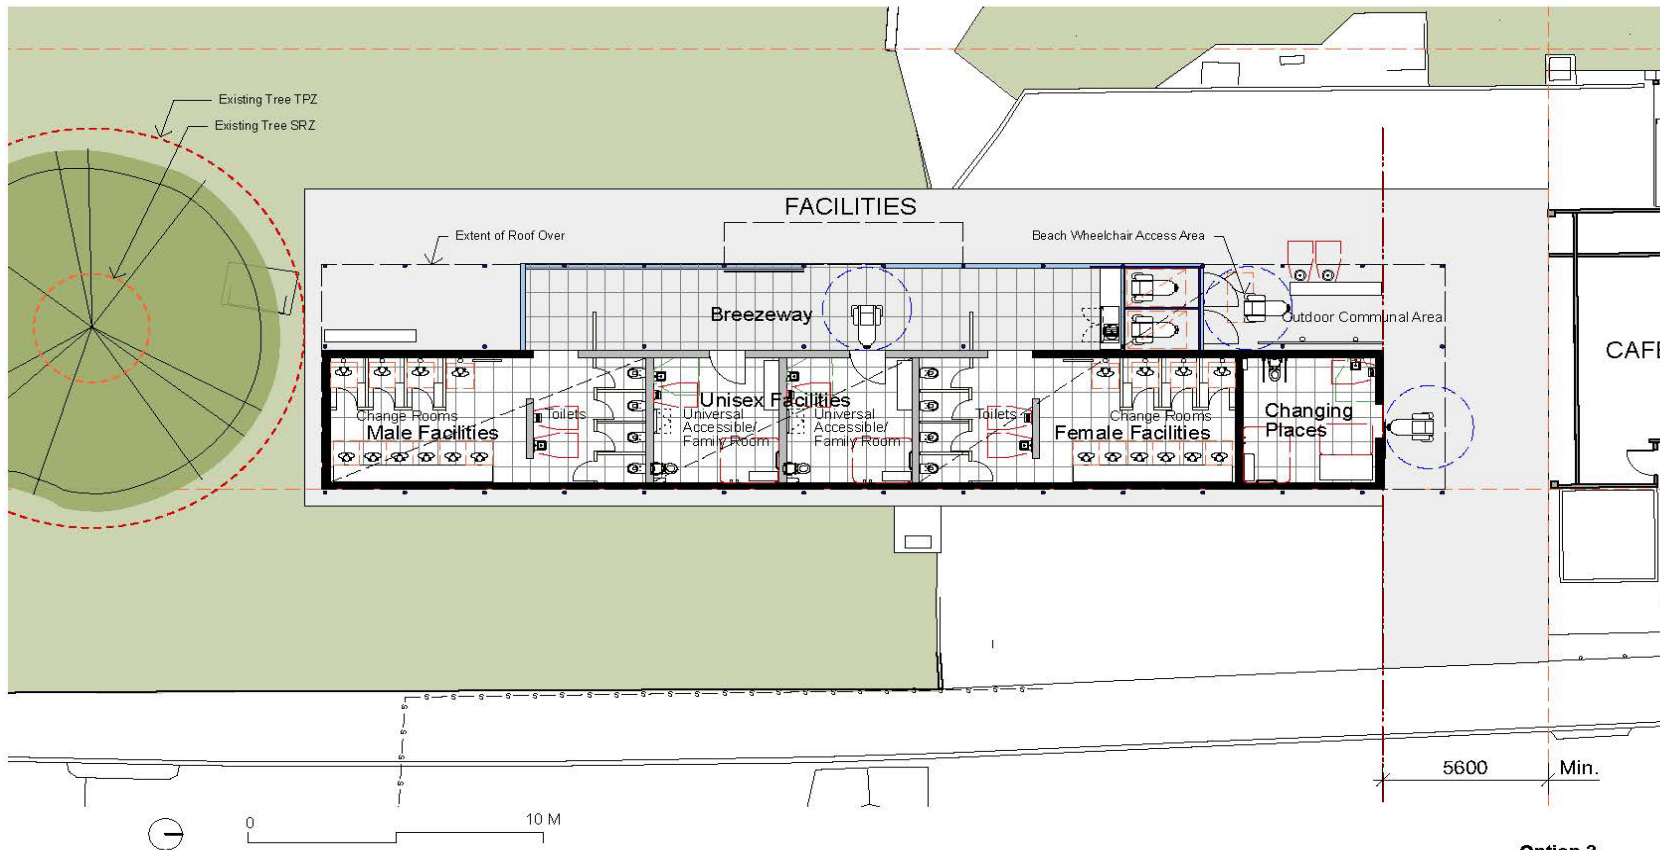 Existing Tree TPZ
Existing Tree SRZ
FACILITIES
Extent of Roof Over
Beach Wheelchair Access Area
Breezeway
Outdoor Communal Area
CAFE
Change Rooms
Male Facilities
Toilets
Unisex Facilities
Universal
Accessible/
Family Room
Universal
Accessible/
Family Room
Toilets
Change Rooms
Female Facilities
Changing
Places
S S S S S S S S S S S S S S S S S S S S S S S S S S S
5600 Min.
0 10 M